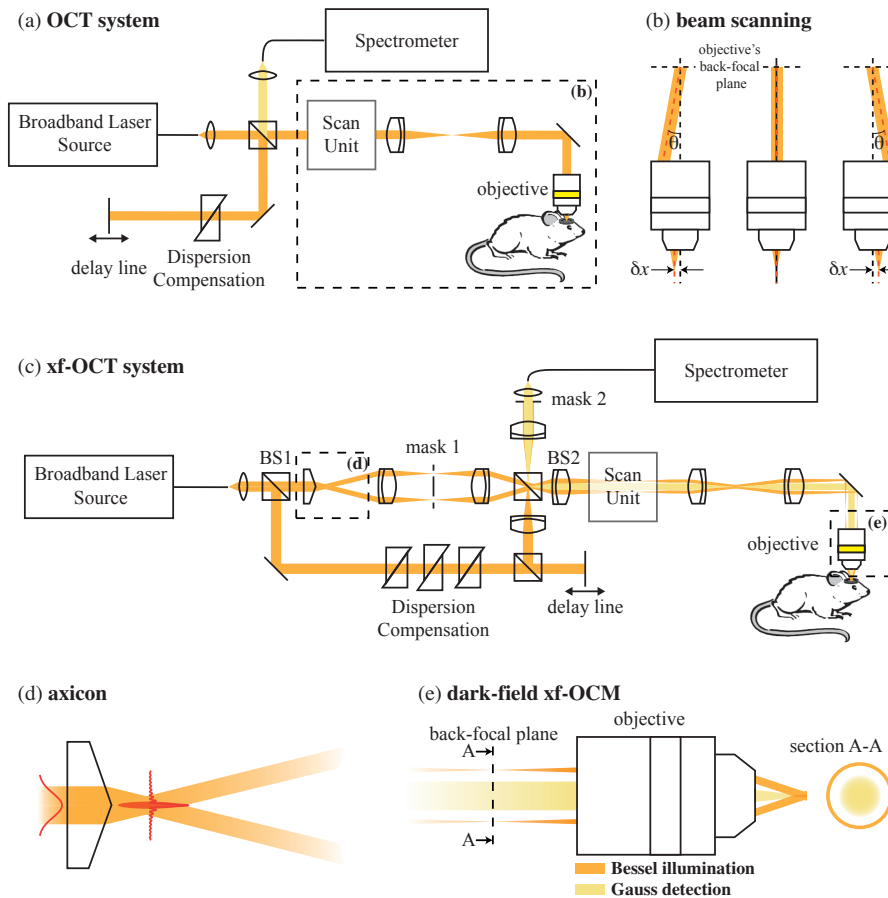 (a) OCT system
Spectrometer
Broadband Laser
Source
(b)
Scan
Unit
objective
delay line
Dispersion
Compensation
(b) beam scanning
objective's
back-focal
plane
θ
θ
δx
δx
(c) xf-OCT system
Spectrometer
mask 2
Broadband Laser
Source
BS1
(d)
mask 1
BS2
Scan
Unit
(e)
objective
Dispersion
Compensation
delay line
(d) axicon
(e) dark-field xf-OCM
objective
back-focal plane
A
section A-A
A
Bessel illumination
Gauss detection